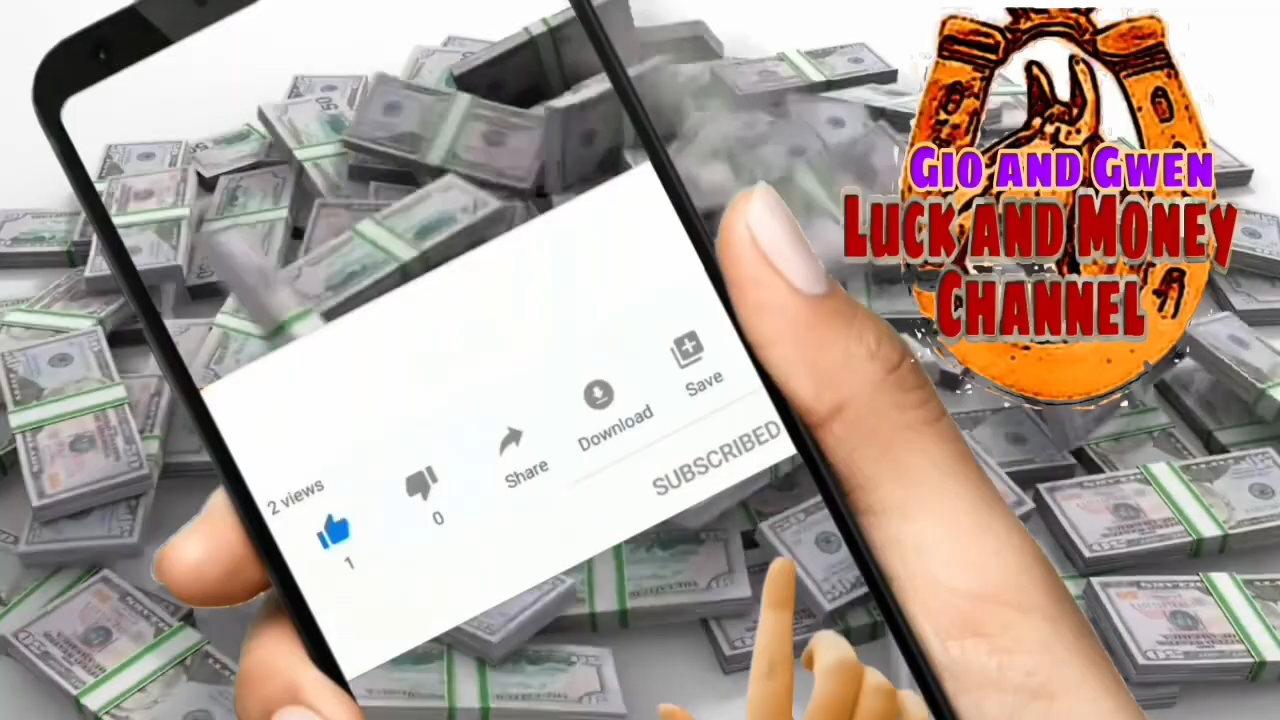 Gio and Gwen
Luck and Money
Channel
2 views
1
0
Share
Download
Save
SUBSCRIBED